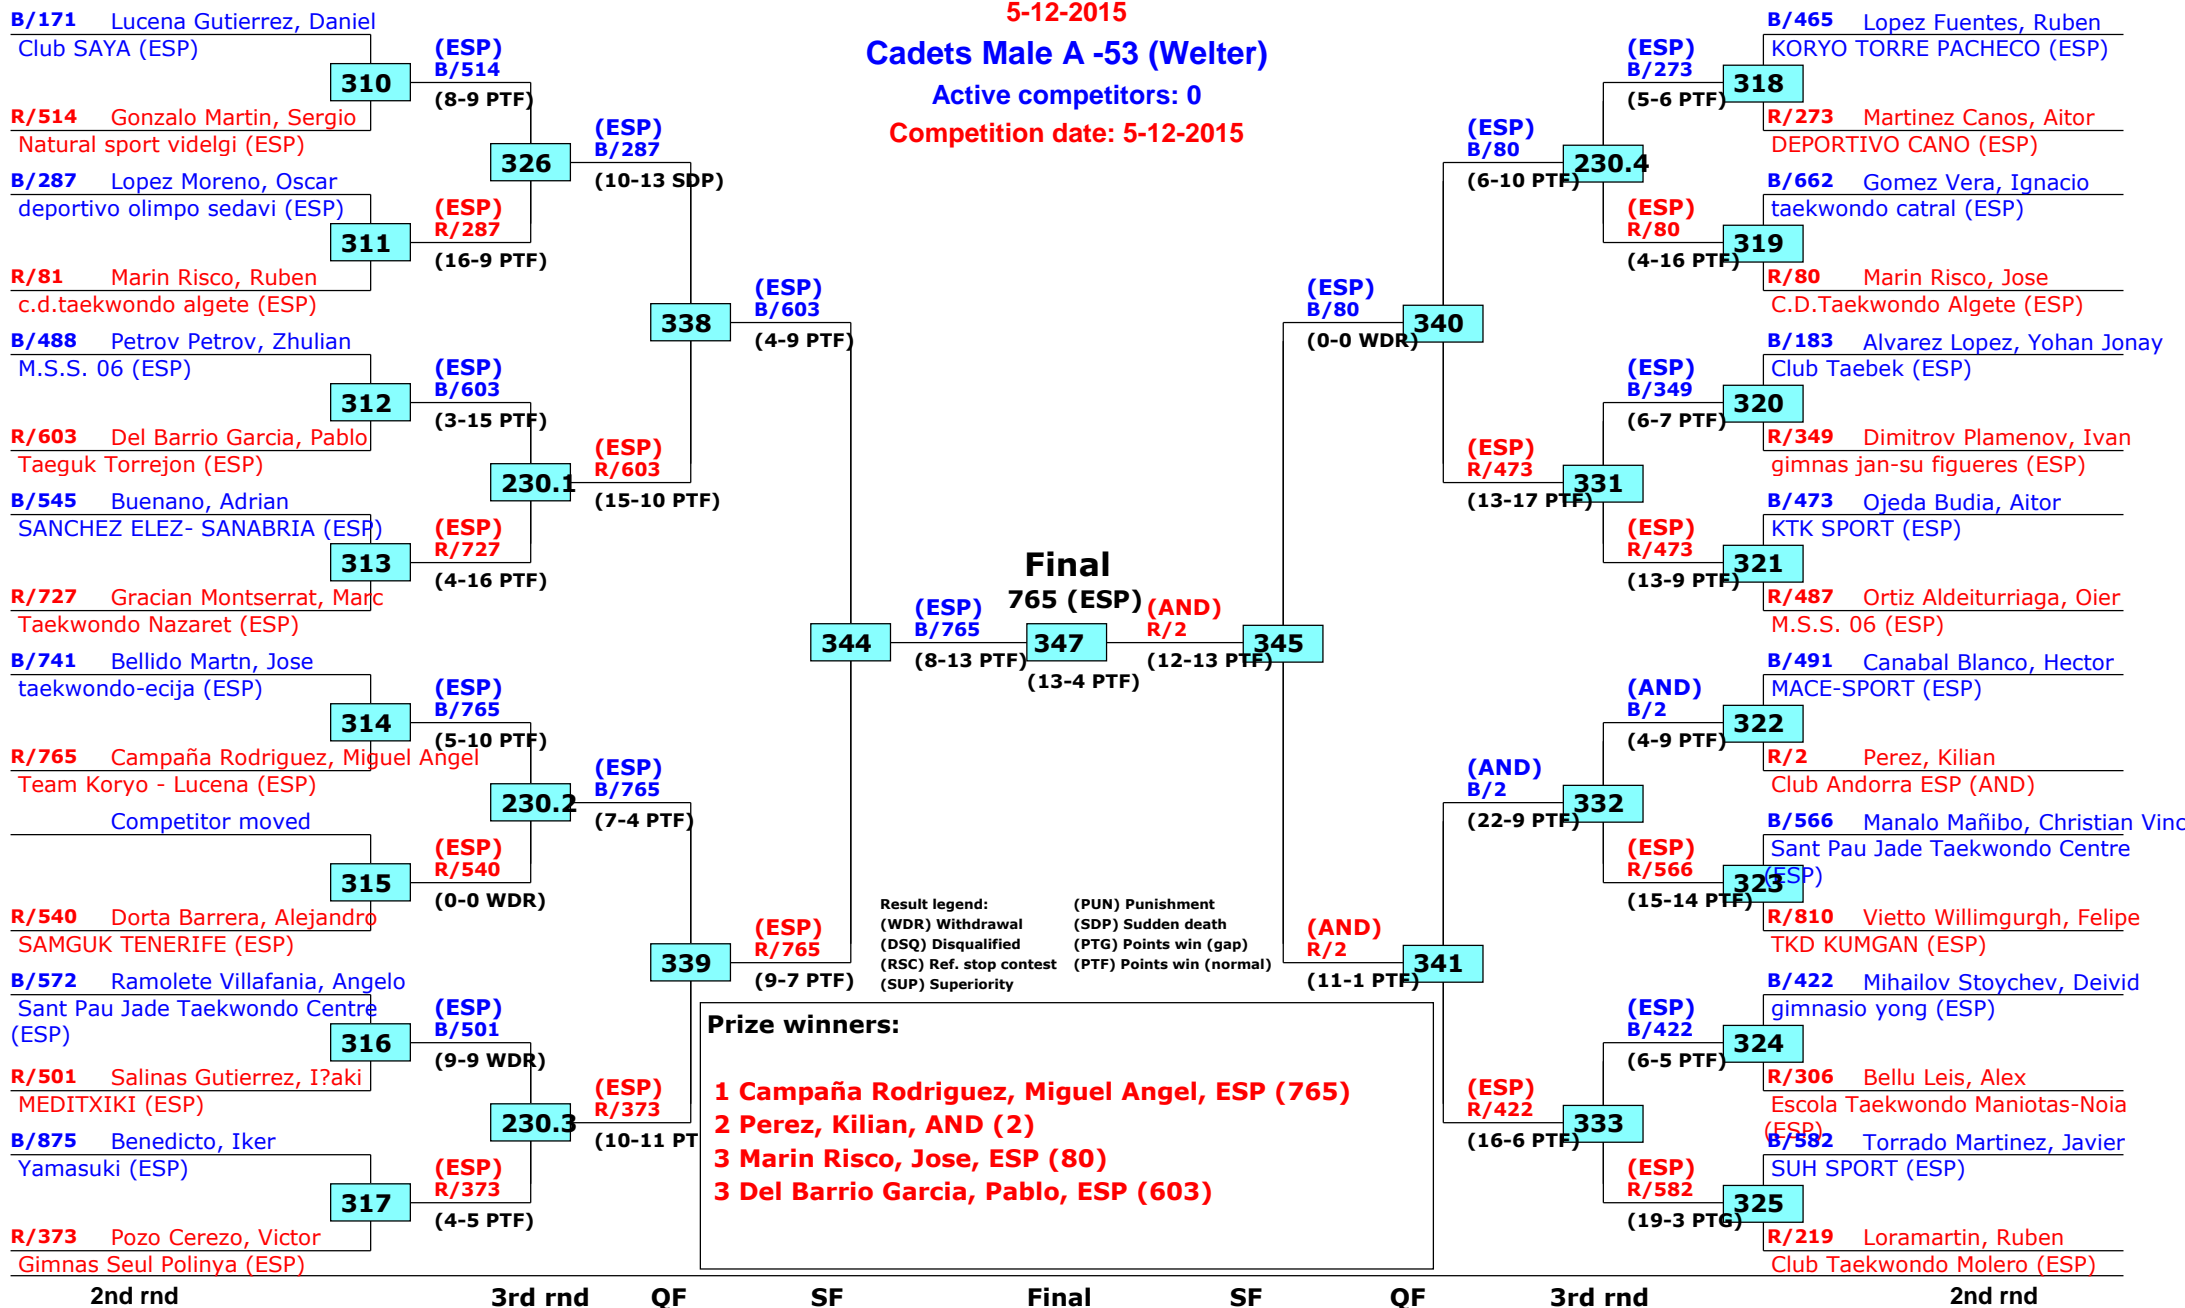 5-12-2015
Cadets Male A -53 (Welter)
Active competitors: 0
Competition date: 5-12-2015
B/171 Lucena Gutierrez, Daniel
Club SAYA (ESP)
310
R/514 Gonzalo Martin, Sergio
Natural sport videlgi (ESP)
B/287 Lopez Moreno, Oscar
deportivo olimpo sedavi (ESP)
311
R/81 Marin Risco, Ruben
c.d.taekwondo algete (ESP)
B/488 Petrov Petrov, Zhulian
M.S.S. 06 (ESP)
312
R/603 Del Barrio Garcia, Pablo
Taeguk Torrejon (ESP)
B/545 Buenano, Adrian
SANCHEZ ELEZ- SANABRIA (ESP)
313
R/727 Gracian Montserrat, Marc
Taekwondo Nazaret (ESP)
B/741 Bellido Martn, Jose
taekwondo-ecija (ESP)
314
R/765 Campaña Rodriguez, Miguel Angel
Team Koryo - Lucena (ESP)
Competitor moved
315
R/540 Dorta Barrera, Alejandro
SAMGUK TENERIFE (ESP)
B/572 Ramolete Villafania, Angelo
Sant Pau Jade Taekwondo Centre
(ESP)
316
R/501 Salinas Gutierrez, I?aki
MEDITXIKI (ESP)
B/875 Benedicto, Iker
Yamasuki (ESP)
317
R/373 Pozo Cerezo, Victor
Gimnas Seul Polinya (ESP)
(ESP)
B/514
(8-9 PTF)
326
(ESP)
R/287
(16-9 PTF)
(ESP)
B/603
(3-15 PTF)
230.1
(ESP)
R/727
(4-16 PTF)
(ESP)
B/765
(5-10 PTF)
230.2
(ESP)
R/540
(0-0 WDR)
(ESP)
B/501
(9-9 WDR)
230.3
(ESP)
R/373
(4-5 PTF)
(ESP)
B/287
(10-13 SDP)
338
(ESP)
R/603
(15-10 PTF)
(ESP)
B/765
(7-4 PTF)
339
(ESP)
R/373
(10-11 PT
(ESP)
B/603
(4-9 PTF)
344
(ESP)
R/765
(9-7 PTF)
(ESP)
B/765
(8-13 PTF)
Final
765 (ESP)
347
(13-4 PTF)
(AND)
R/2
(12-13 PTF)
345
(ESP)
B/80
(0-0 WDR)
(AND)
R/2
(11-1 PTF)
340
341
(ESP)
B/80
(6-10 PTF)
(ESP)
R/473
(13-17 PTF)
(AND)
B/2
(22-9 PTF)
(ESP)
R/422
(16-6 PTF)
230.4
331
332
333
(ESP)
B/273
(5-6 PTF)
(ESP)
R/80
(4-16 PTF)
(ESP)
B/349
(6-7 PTF)
(ESP)
R/473
(13-9 PTF)
(AND)
B/2
(4-9 PTF)
(ESP)
R/566
(15-14 PTF)
(ESP)
B/422
(6-5 PTF)
(ESP)
R/582
(19-3 PTG)
B/465 Lopez Fuentes, Ruben
KORYO TORRE PACHECO (ESP)
318
R/273 Martinez Canos, Aitor
DEPORTIVO CANO (ESP)
B/662 Gomez Vera, Ignacio
taekwondo catral (ESP)
319
R/80 Marin Risco, Jose
C.D.Taekwondo Algete (ESP)
B/183 Alvarez Lopez, Yohan Jonay
Club Taebek (ESP)
320
R/349 Dimitrov Plamenov, Ivan
gimnas jan-su figueres (ESP)
B/473 Ojeda Budia, Aitor
KTK SPORT (ESP)
321
R/487 Ortiz Aldeiturriaga, Oier
M.S.S. 06 (ESP)
B/491 Canabal Blanco, Hector
MACE-SPORT (ESP)
322
R/2 Perez, Kilian
Club Andorra ESP (AND)
B/566 Manalo Mañibo, Christian Vinc
Sant Pau Jade Taekwondo Centre
(ESP)
323
R/810 Vietto Willimgurgh, Felipe
TKD KUMGAN (ESP)
B/422 Mihailov Stoychev, Deivid
gimnasio yong (ESP)
324
R/306 Bellu Leis, Alex
Escola Taekwondo Maniotas-Noia
(ESP)
B/582 Torrado Martinez, Javier
SUH SPORT (ESP)
325
R/219 Loramartin, Ruben
Club Taekwondo Molero (ESP)
Result legend:
(WDR) Withdrawal
(DSQ) Disqualified
(RSC) Ref. stop contest
(SUP) Superiority
(PUN) Punishment
(SDP) Sudden death
(PTG) Points win (gap)
(PTF) Points win (normal)
Prize winners:
1 Campaña Rodriguez, Miguel Angel, ESP (765)
2 Perez, Kilian, AND (2)
3 Marin Risco, Jose, ESP (80)
3 Del Barrio Garcia, Pablo, ESP (603)
2nd rnd 3rd rnd QF SF Final SF QF 3rd rnd 2nd rnd